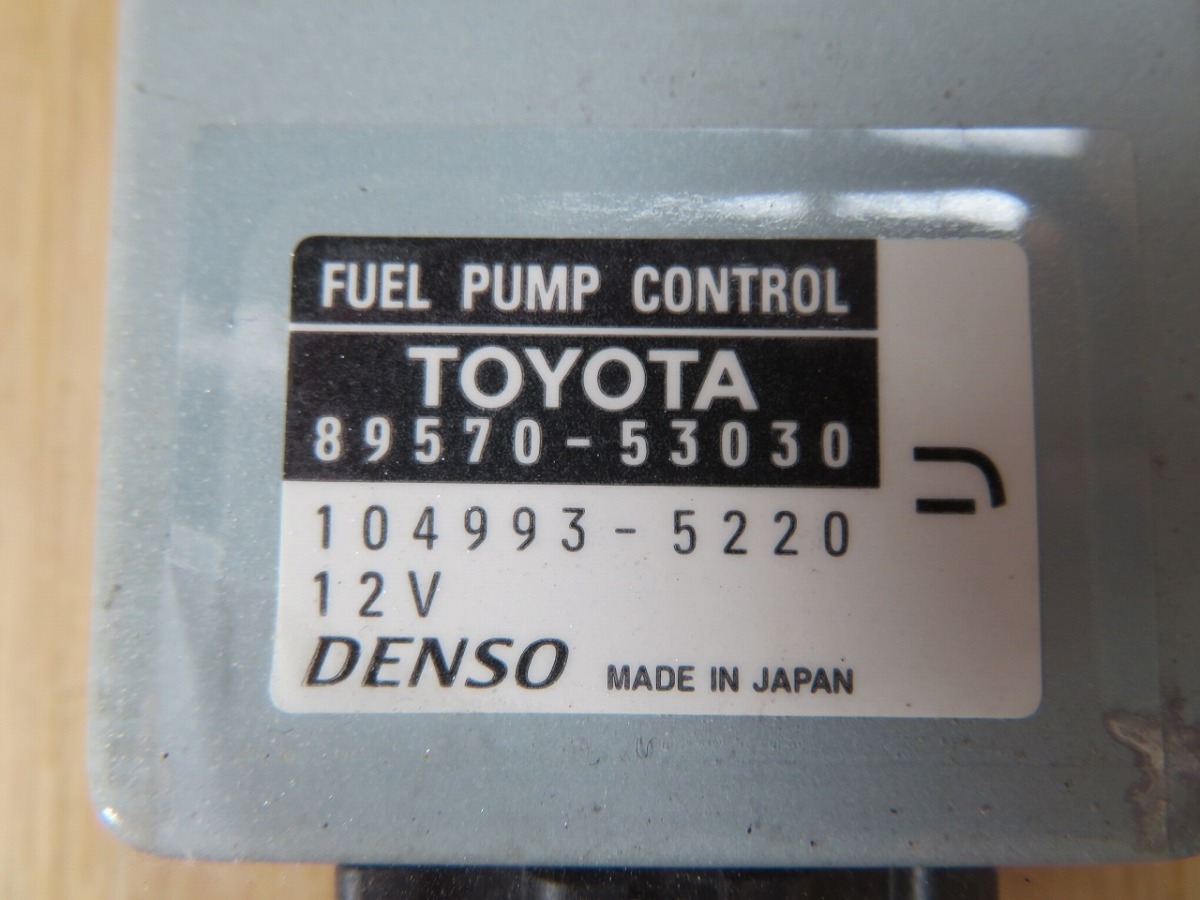 FUEL PUMP CONTROL
TOYOTA
89570-53030
104993-5220
12V
DENSO MADE IN JAPAN